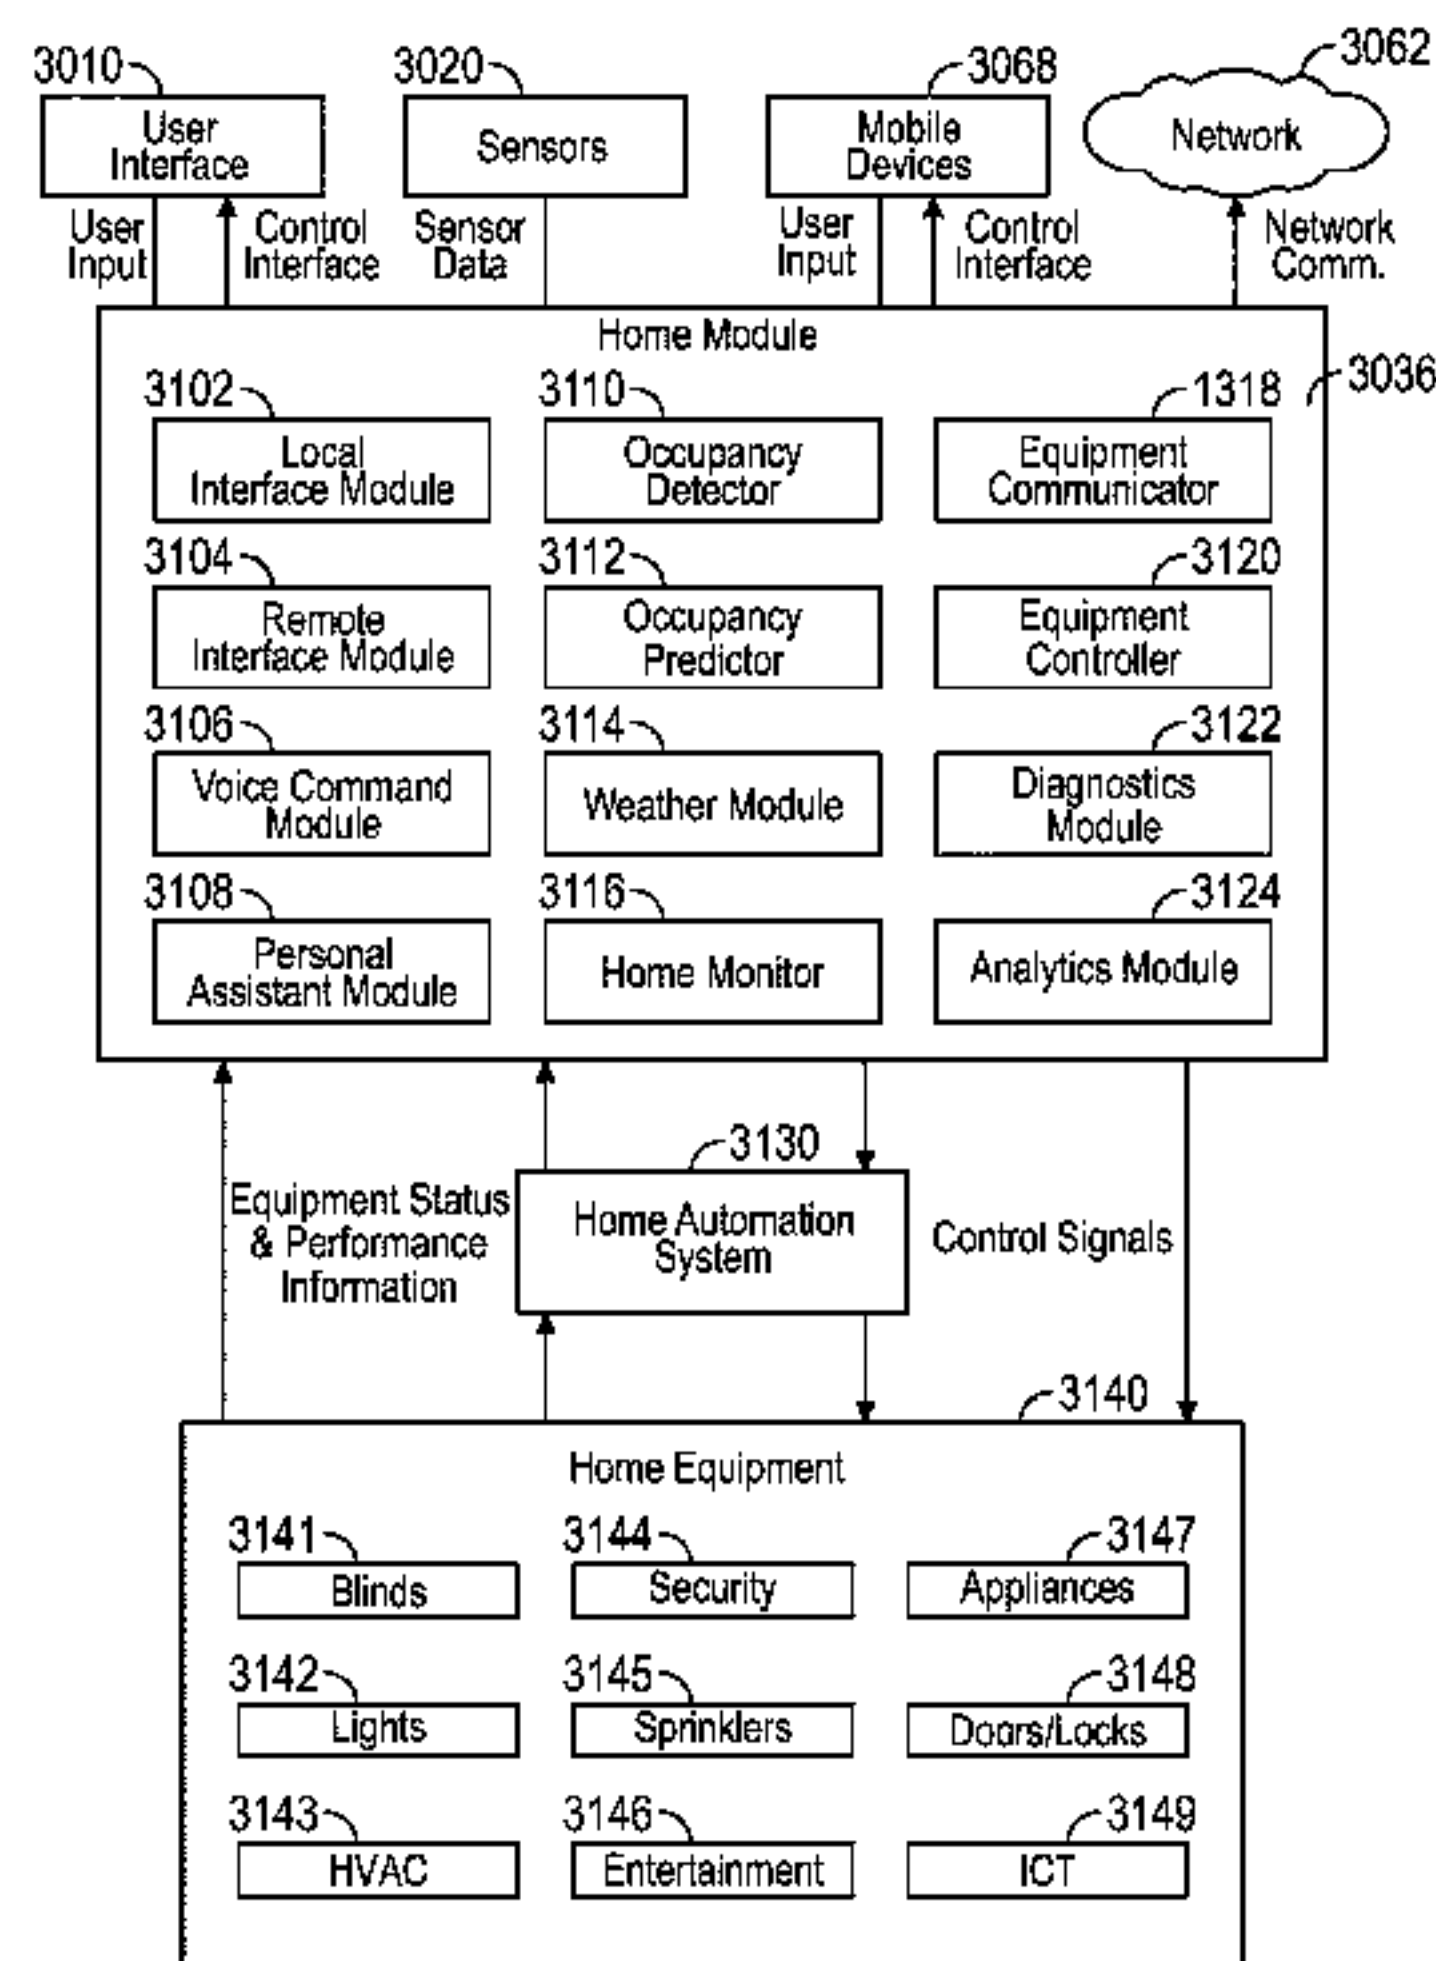 3010
3020
3068
3062
User
Interface
Sensors
Mobile
Devices
Network
User
Input
Control
Interface
Sensor
Data
User
Input
Control
Interface
Network
Comm.
Home Module
3036
3102
3110
1318
Local
Interface Module
Occupancy
Detector
Equipment
Communicator
3104
3112
3120
Remote
Interface Module
Occupancy
Predictor
Equipment
Controller
3106
3114
3122
Voice Command
Module
Weather Module
Diagnostics
Module
3108
3116
3124
Personal
Assistant Module
Home Monitor
Analytics Module
3130
Equipment Status
& Performance
Information
Home Automation
System
Control Signals
3140
Home Equipment
3141
3144
3147
Blinds
Security
Appliances
3142
3145
3148
Lights
Sprinklers
Doors/Locks
3143
3146
3149
HVAC
Entertainment
ICT